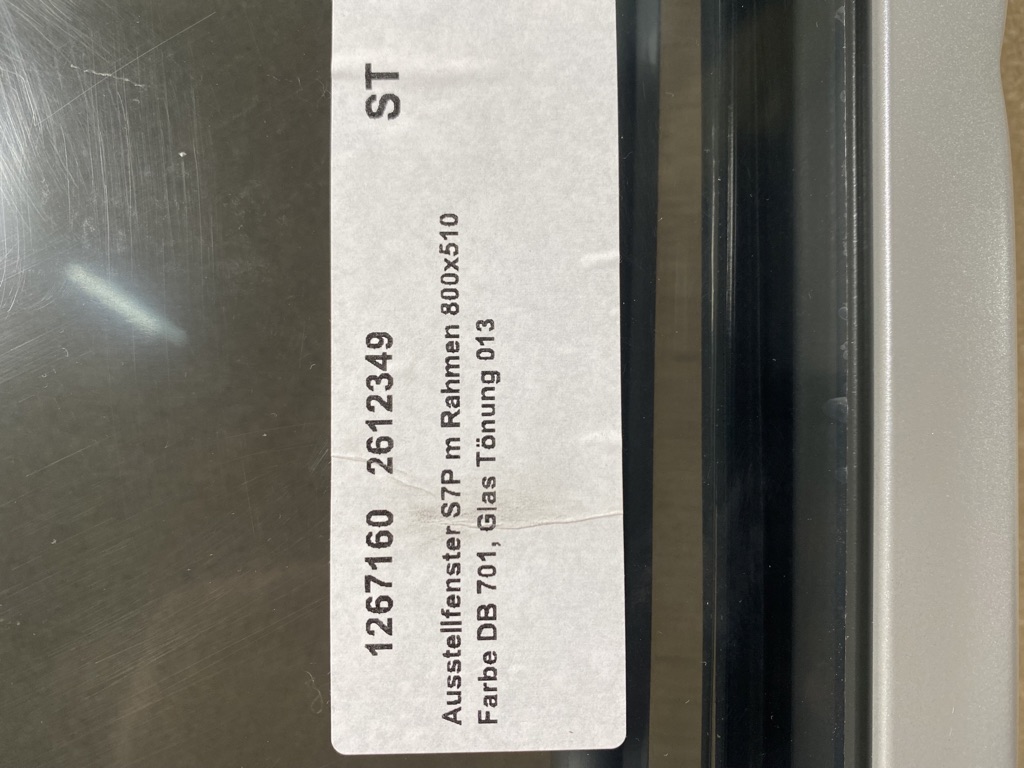 1267160 2612349 ST
Ausstellfenster S7P m Rahmen 800x510
Farbe DB 701, Glas Tönung 013